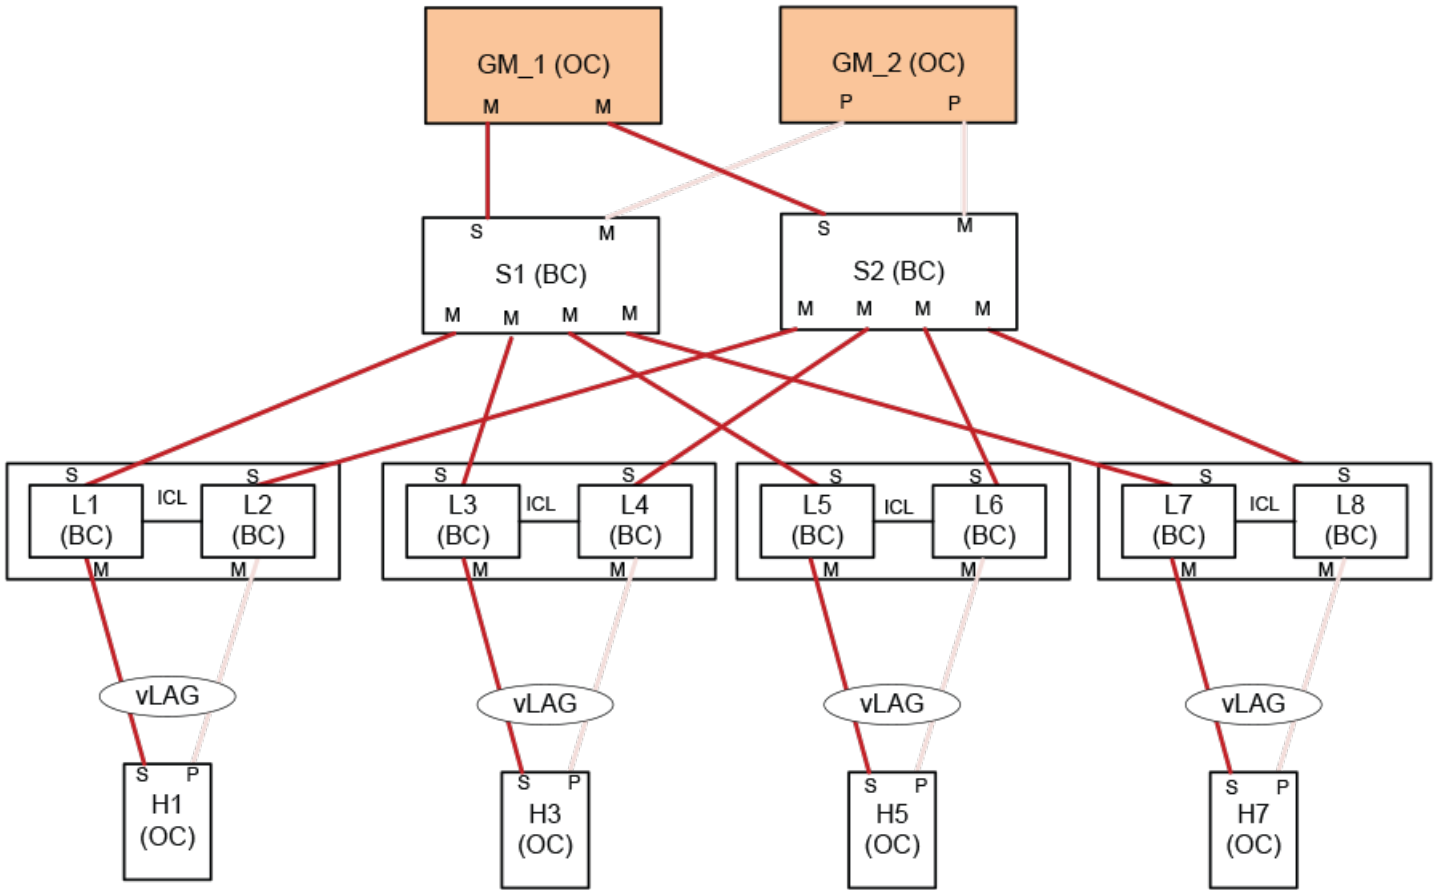 GM_1 (OC)
M M
GM_2 (OC)
P P
S M
S1 (BC)
M M M M
S M
S2 (BC)
M M M M
S S
L1
(BC)
ICL
L2
(BC)
M M
S S
L3
(BC)
ICL
L4
(BC)
M M
S S
L5
(BC)
ICL
L6
(BC)
M M
S S
L7
(BC)
ICL
L8
(BC)
M M
vLAG
vLAG
vLAG
vLAG
S P
H1
(OC)
S P
H3
(OC)
S P
H5
(OC)
S P
H7
(OC)